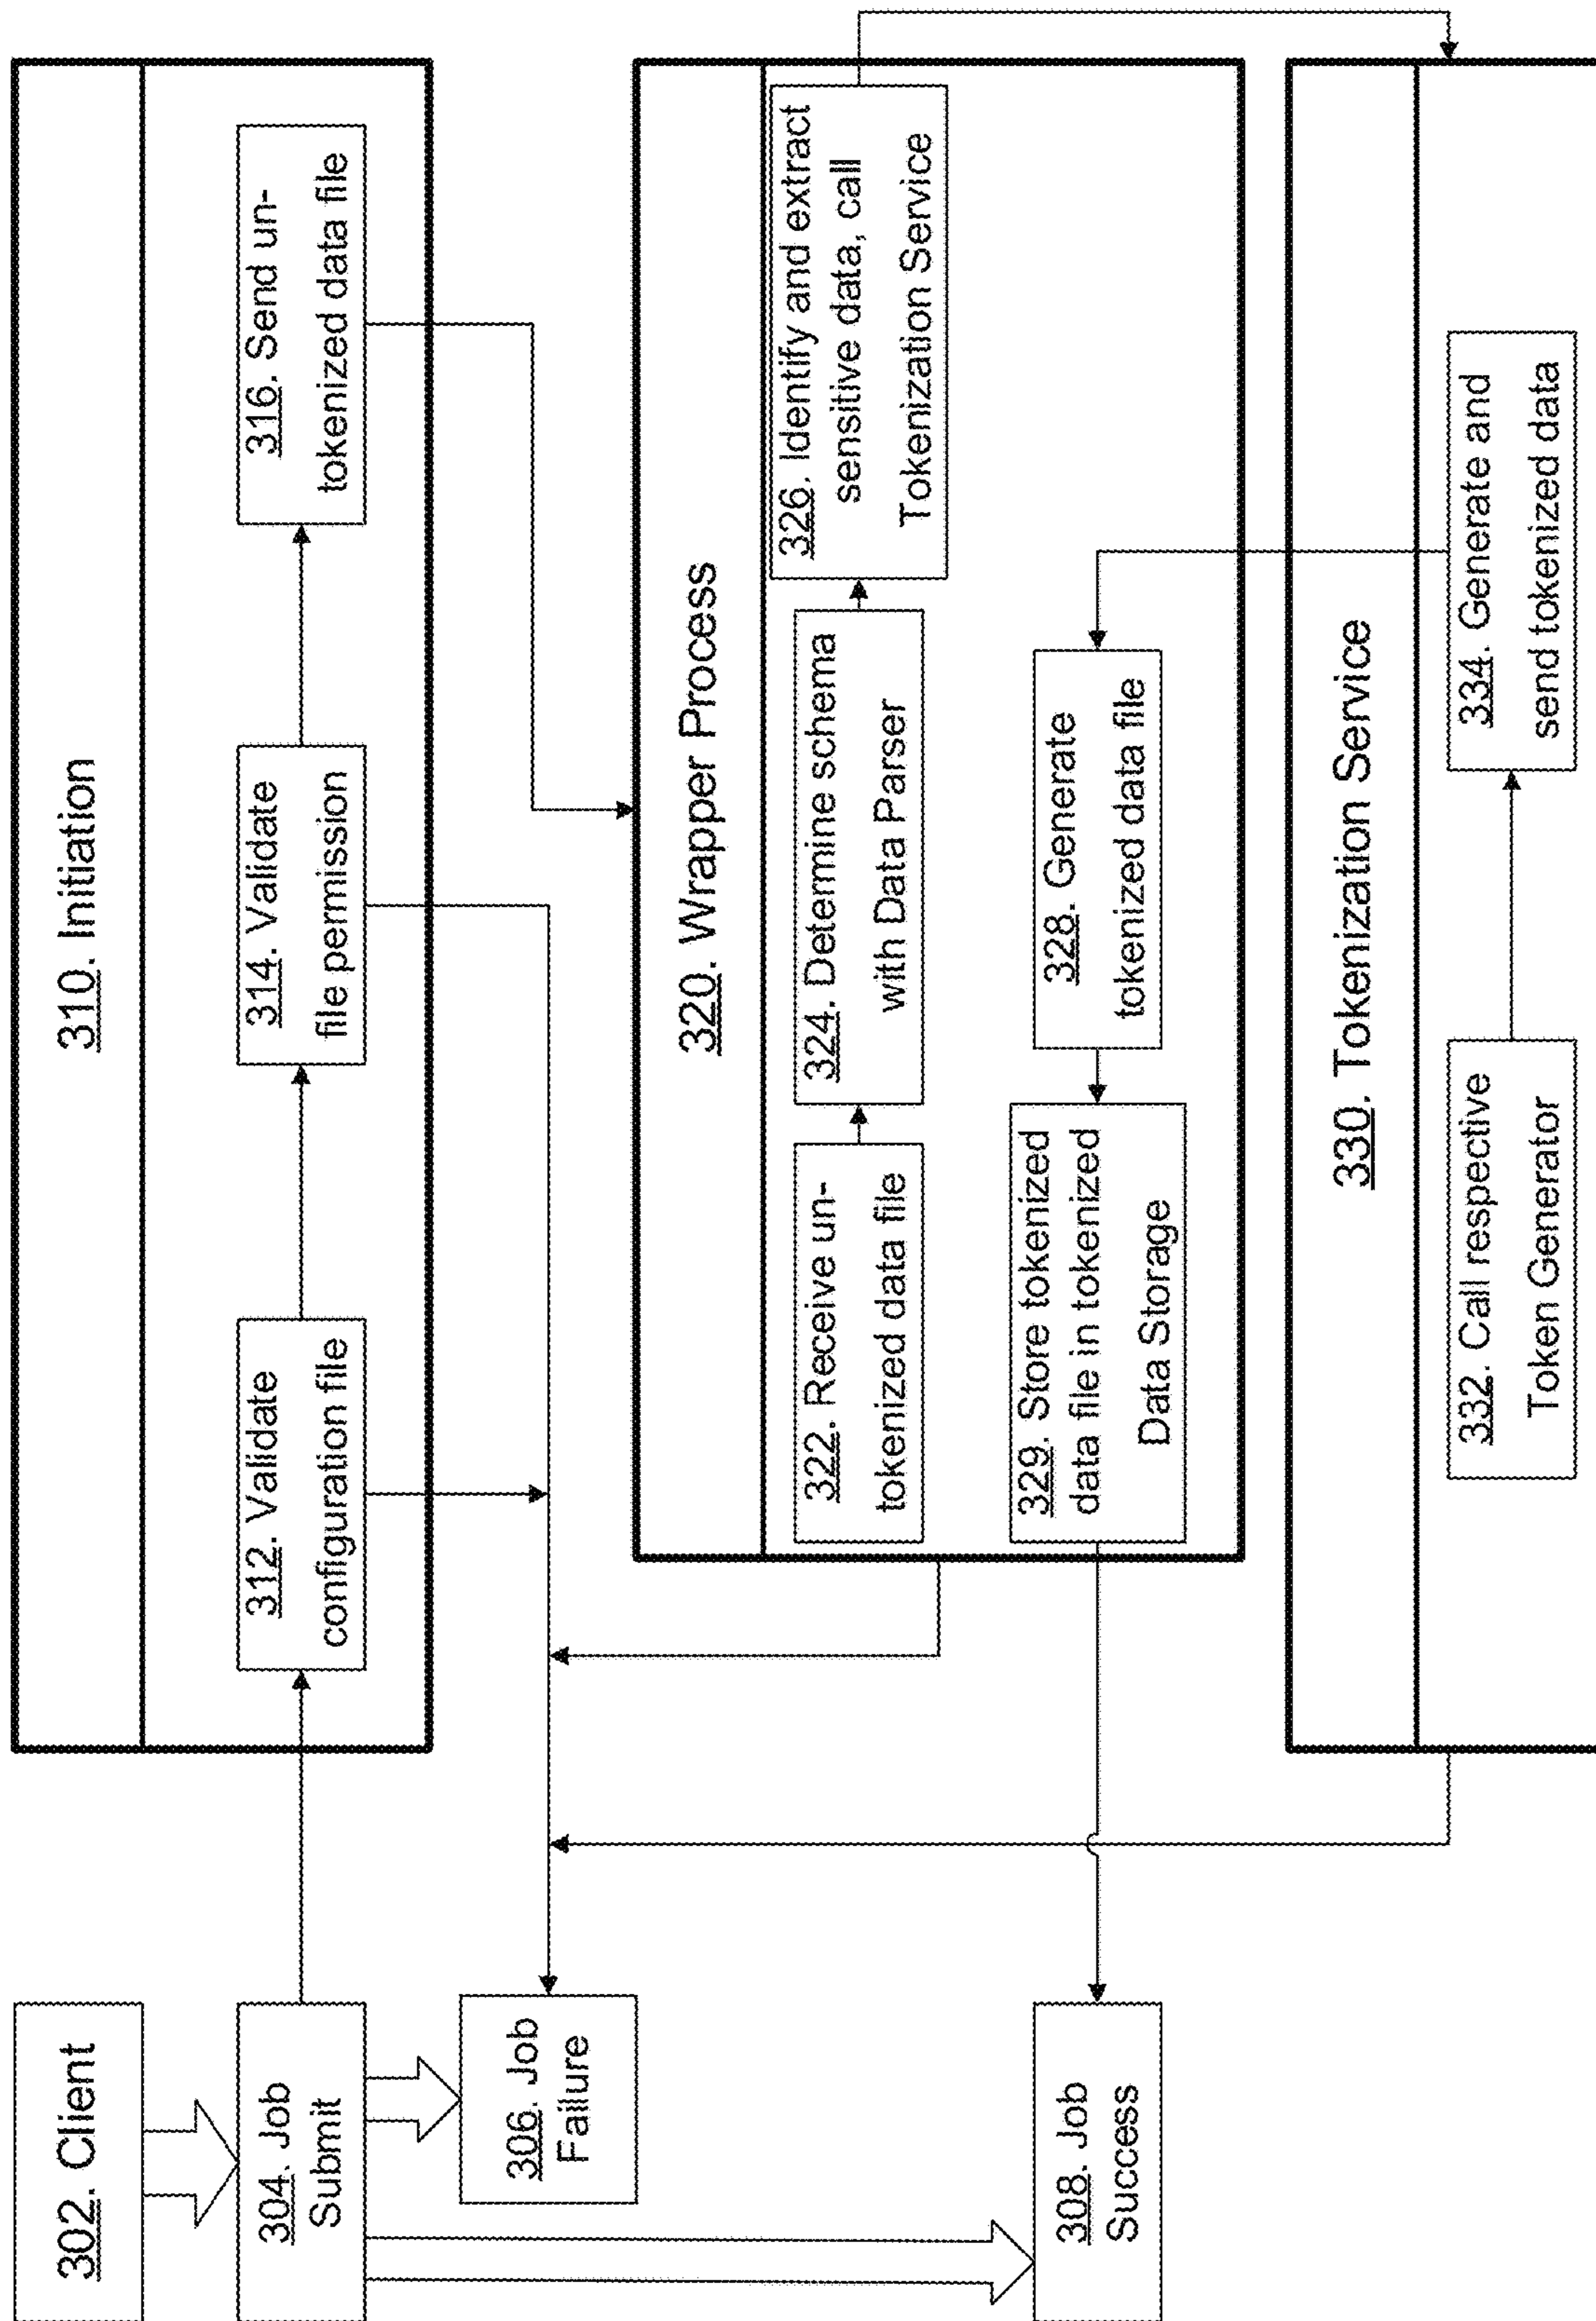 302. Client
304. Job
Submit
306. Job
Failure
308. Job
Success
310. Initiation
312. Validate
configuration file
314. Validate
file permission
316. Send un-
tokenized data file
320. Wrapper Process
322. Receive un-
tokenized data file
324. Determine schema
with Data Parser
326. Identify and extract
sensitive data, call
Tokenization Service
329. Store tokenized
data file in tokenized
Data Storage
328. Generate
tokenized data file
330. Tokenization Service
332. Call respective
Token Generator
334. Generate and
send tokenized data